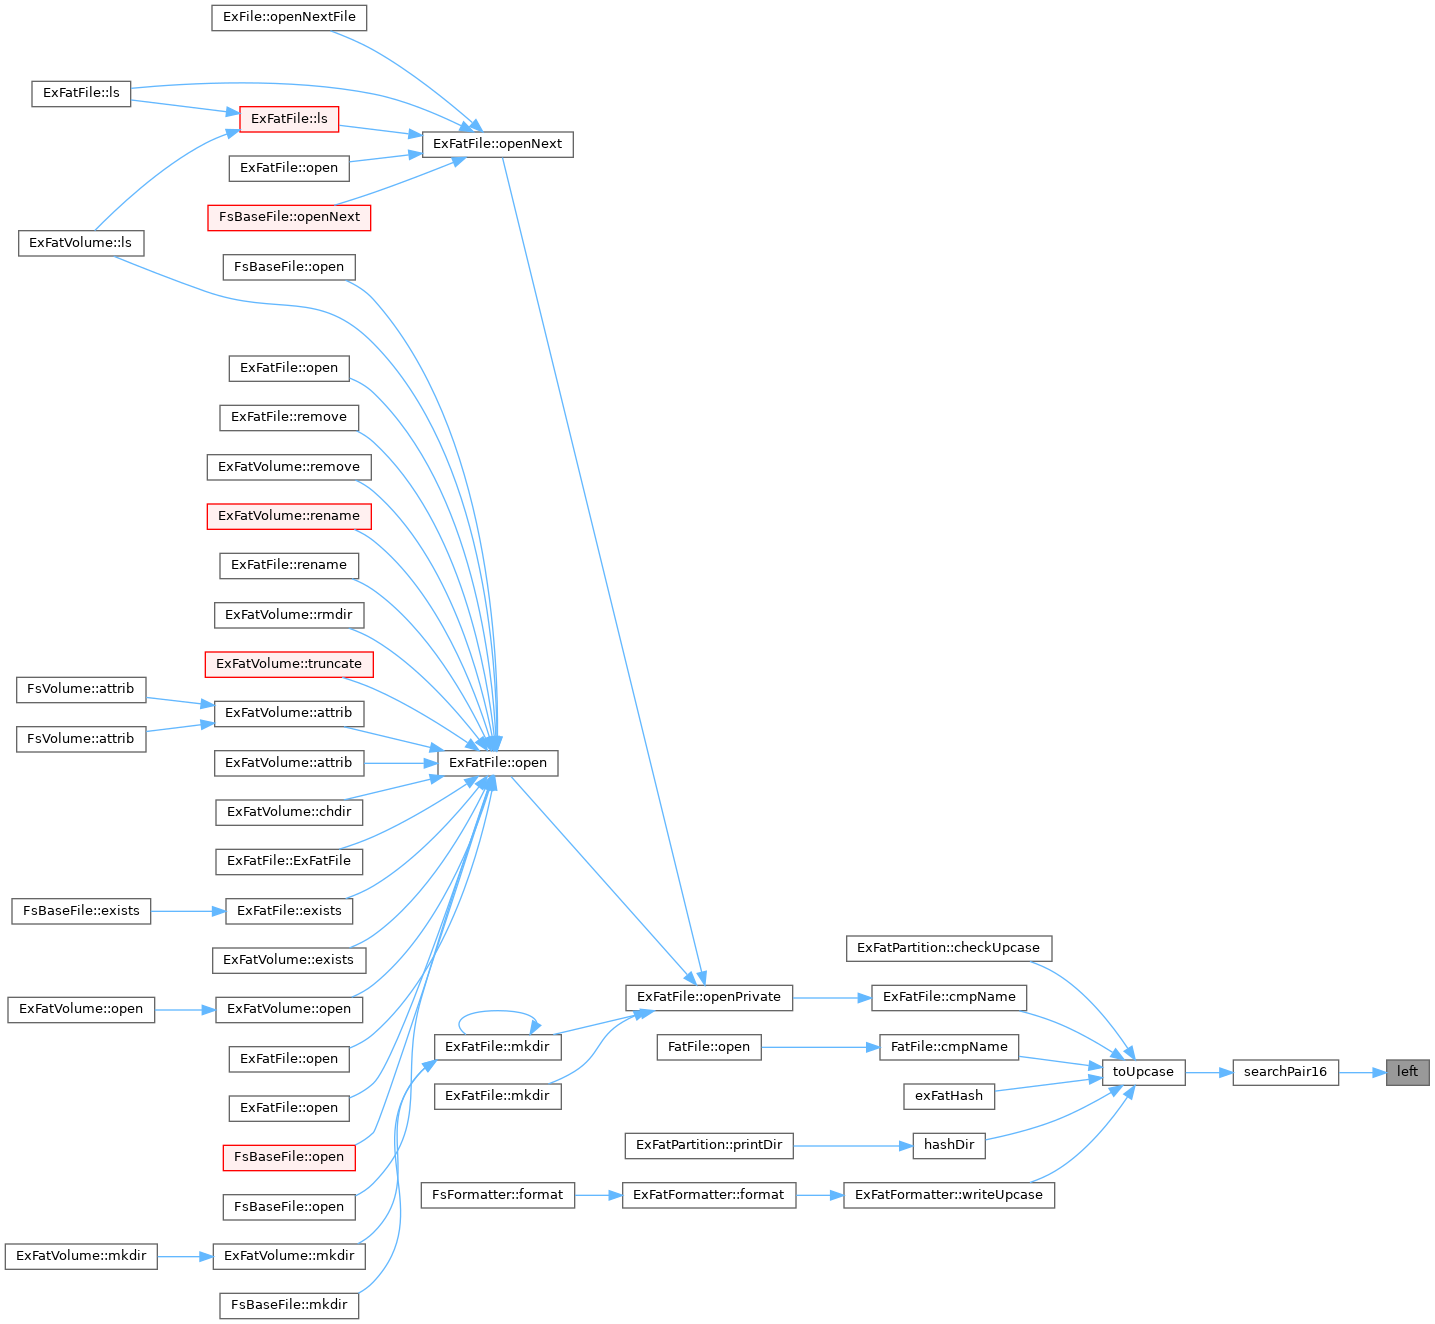 ExFile::openNextFile
ExFatFile::ls
ExFatFile::ls
ExFatFile::openNext
ExFatFile::open
FsBaseFile::openNext
ExFatVolume::ls
FsBaseFile::open
ExFatFile::open
ExFatFile::remove
ExFatVolume::remove
ExFatVolume::rename
ExFatFile::rename
ExFatVolume::rmdir
ExFatVolume::truncate
FsVolume::attrib
ExFatVolume::attrib
FsVolume::attrib
ExFatVolume::attrib
ExFatFile::open
ExFatVolume::chdir
ExFatFile::ExFatFile
FsBaseFile::exists
ExFatFile::exists
ExFatPartition::checkUpcase
ExFatVolume::exists
ExFatFile::openPrivate
ExFatFile::cmpName
ExFatVolume::open
ExFatVolume::open
ExFatFile::open
ExFatFile::mkdir
FatFile::open
FatFile::cmpName
toUpcase
searchPair16
left
ExFatFile::mkdir
exFatHash
ExFatFile::open
ExFatPartition::printDir
hashDir
FsBaseFile::open
FsFormatter::format
ExFatFormatter::format
ExFatFormatter::writeUpcase
FsBaseFile::open
ExFatVolume::mkdir
ExFatVolume::mkdir
FsBaseFile::mkdir